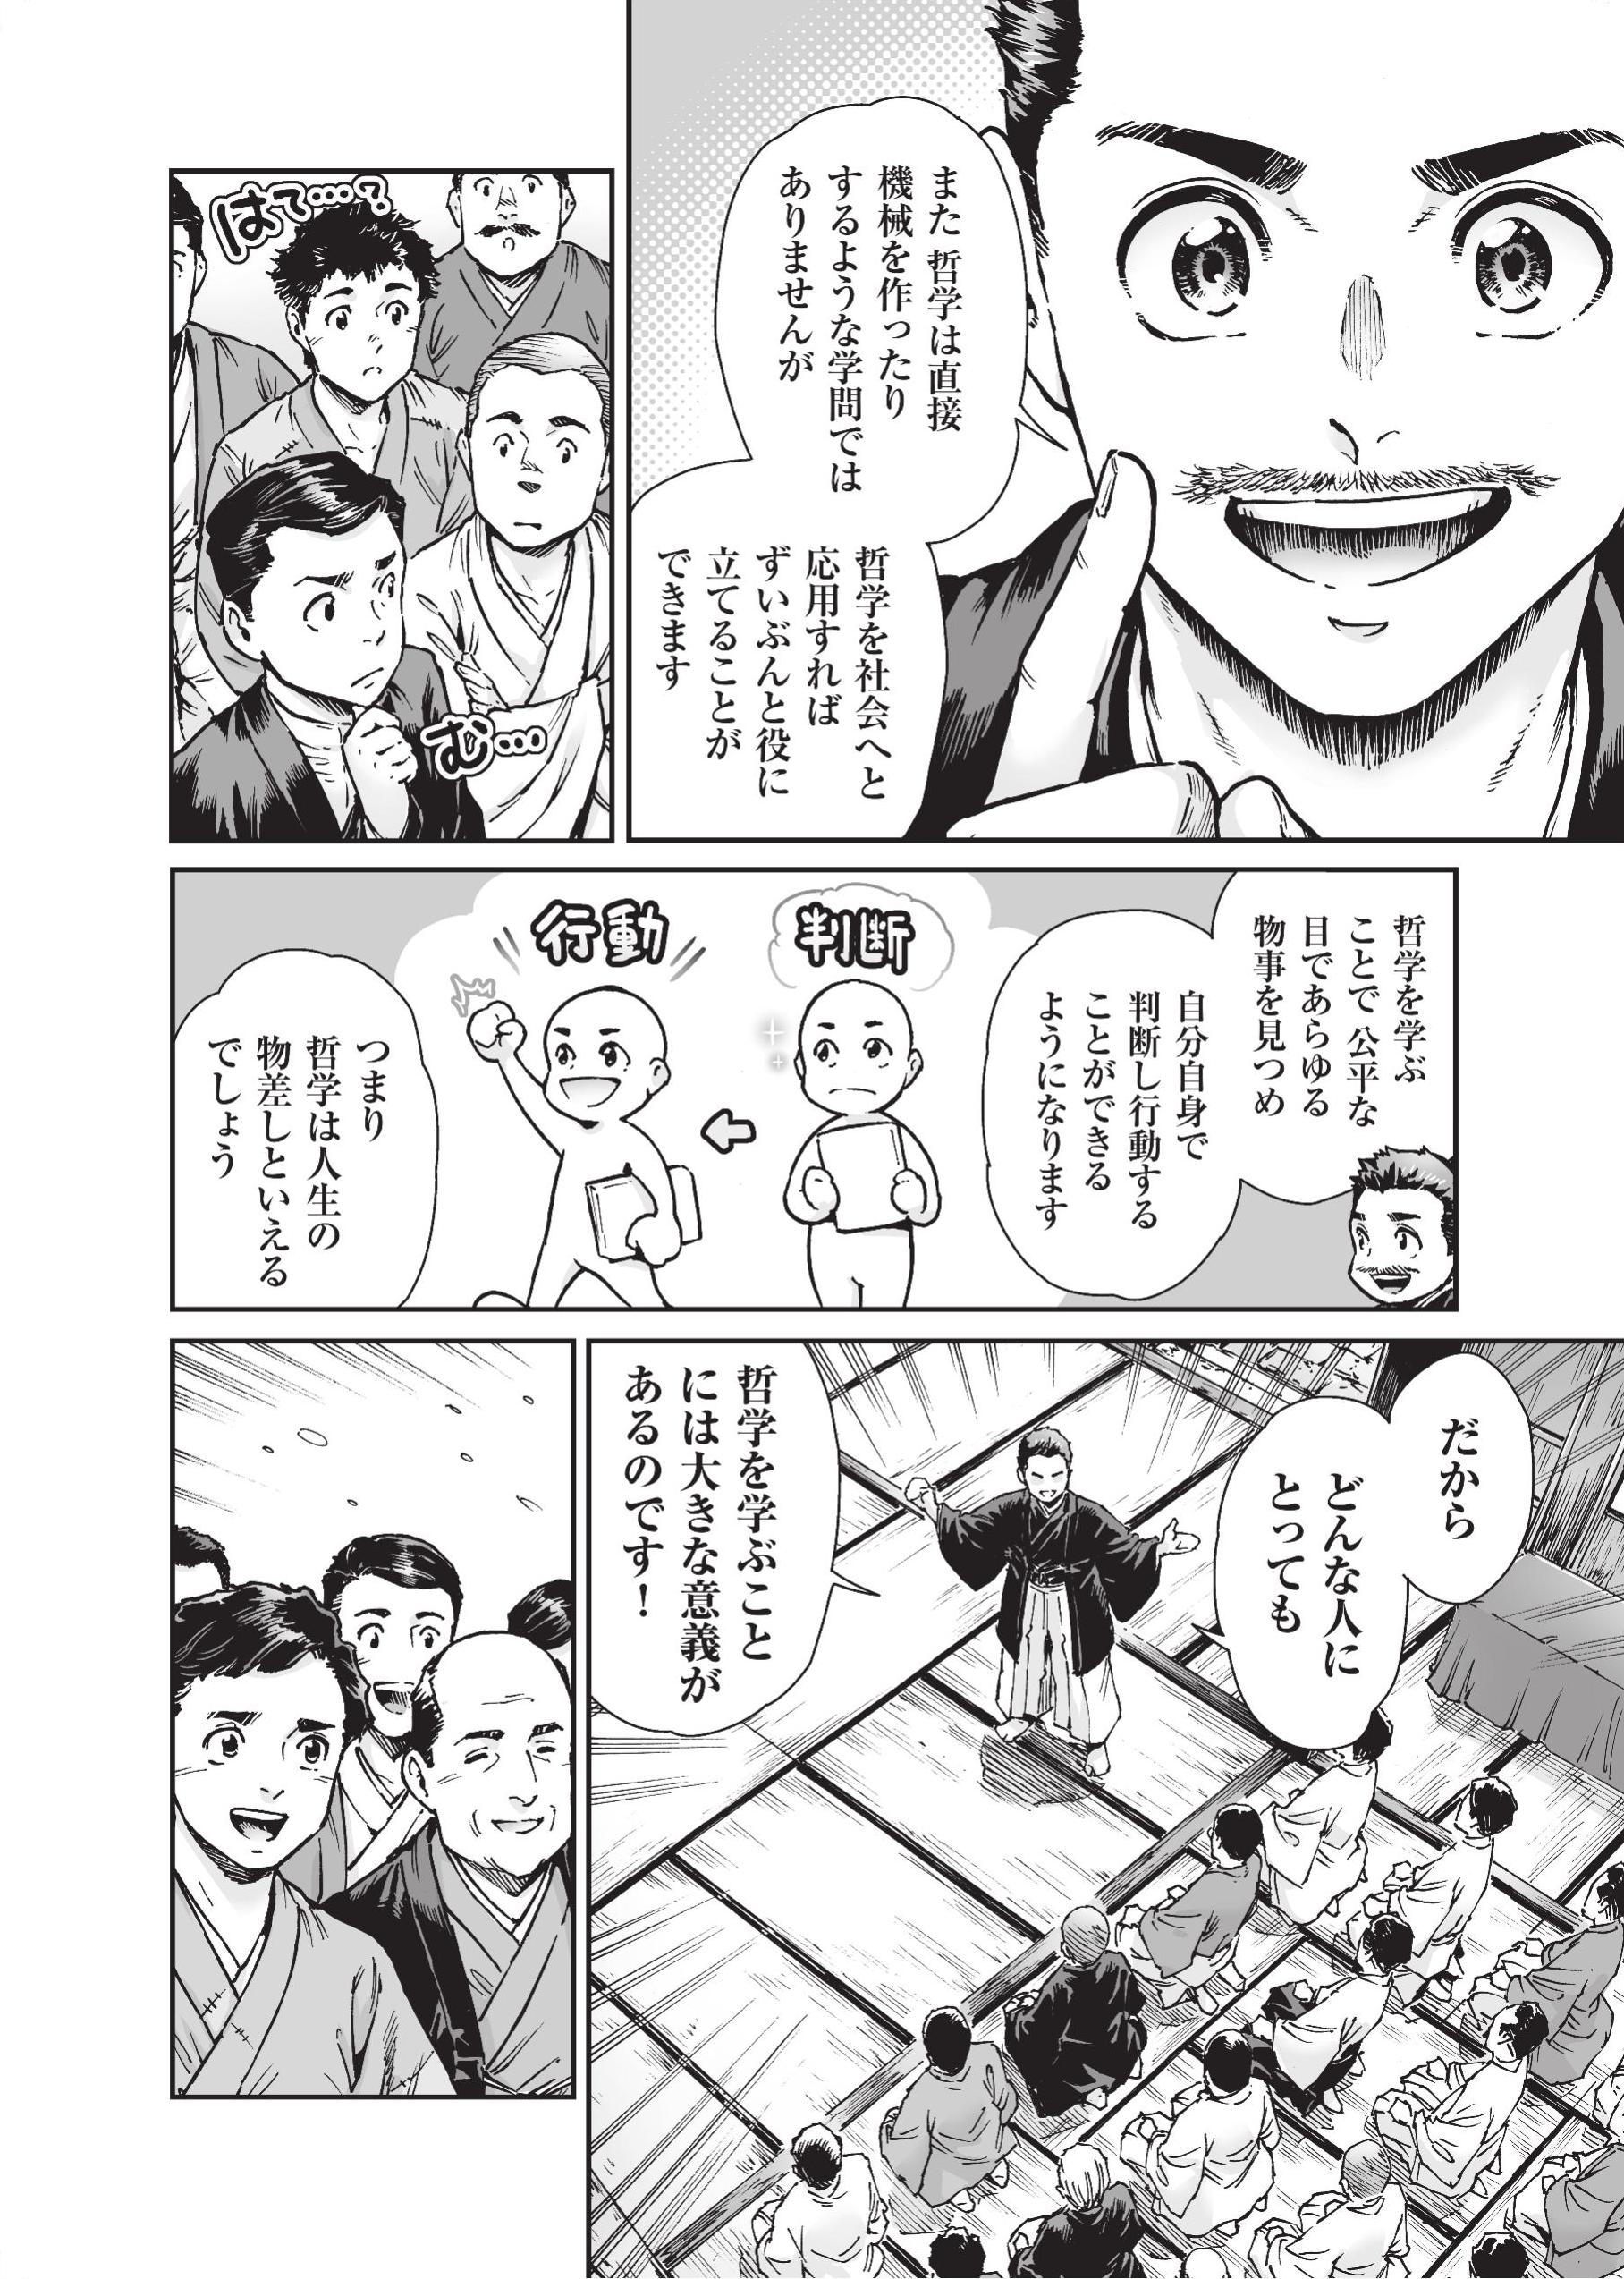 また 哲学は直接
機械を作ったり
するような学問では
ありませんが
哲学を社会へと
応用すれば
ずいぶんと役に
立てることが
できます
はて…?
む…
哲学を学ぶ
ことで 公平な
目であらゆる
物事を見つめ
自分自身で
判断し行動する
ことができる
ようになります
判断
行動
つまり
哲学は人生の
物差しといえる
でしょう
だから
どんな人に
とっても
哲学を学ぶこと
には大きな意義が
あるのです!